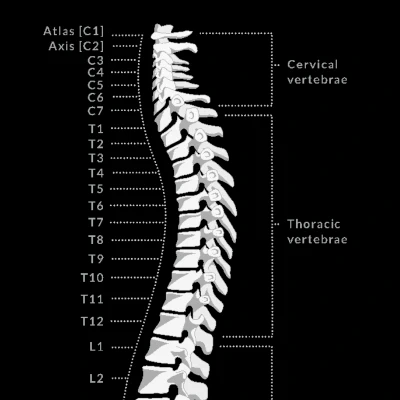 Atlas [C1]
Axis [C2]
C3
C4
C5
C6
C7
T1
T2
T3
T4
T5
T6
T7
T8
T9
T10
T11
T12
L1
L2
Cervical
vertebrae
Thoracic
vertebrae